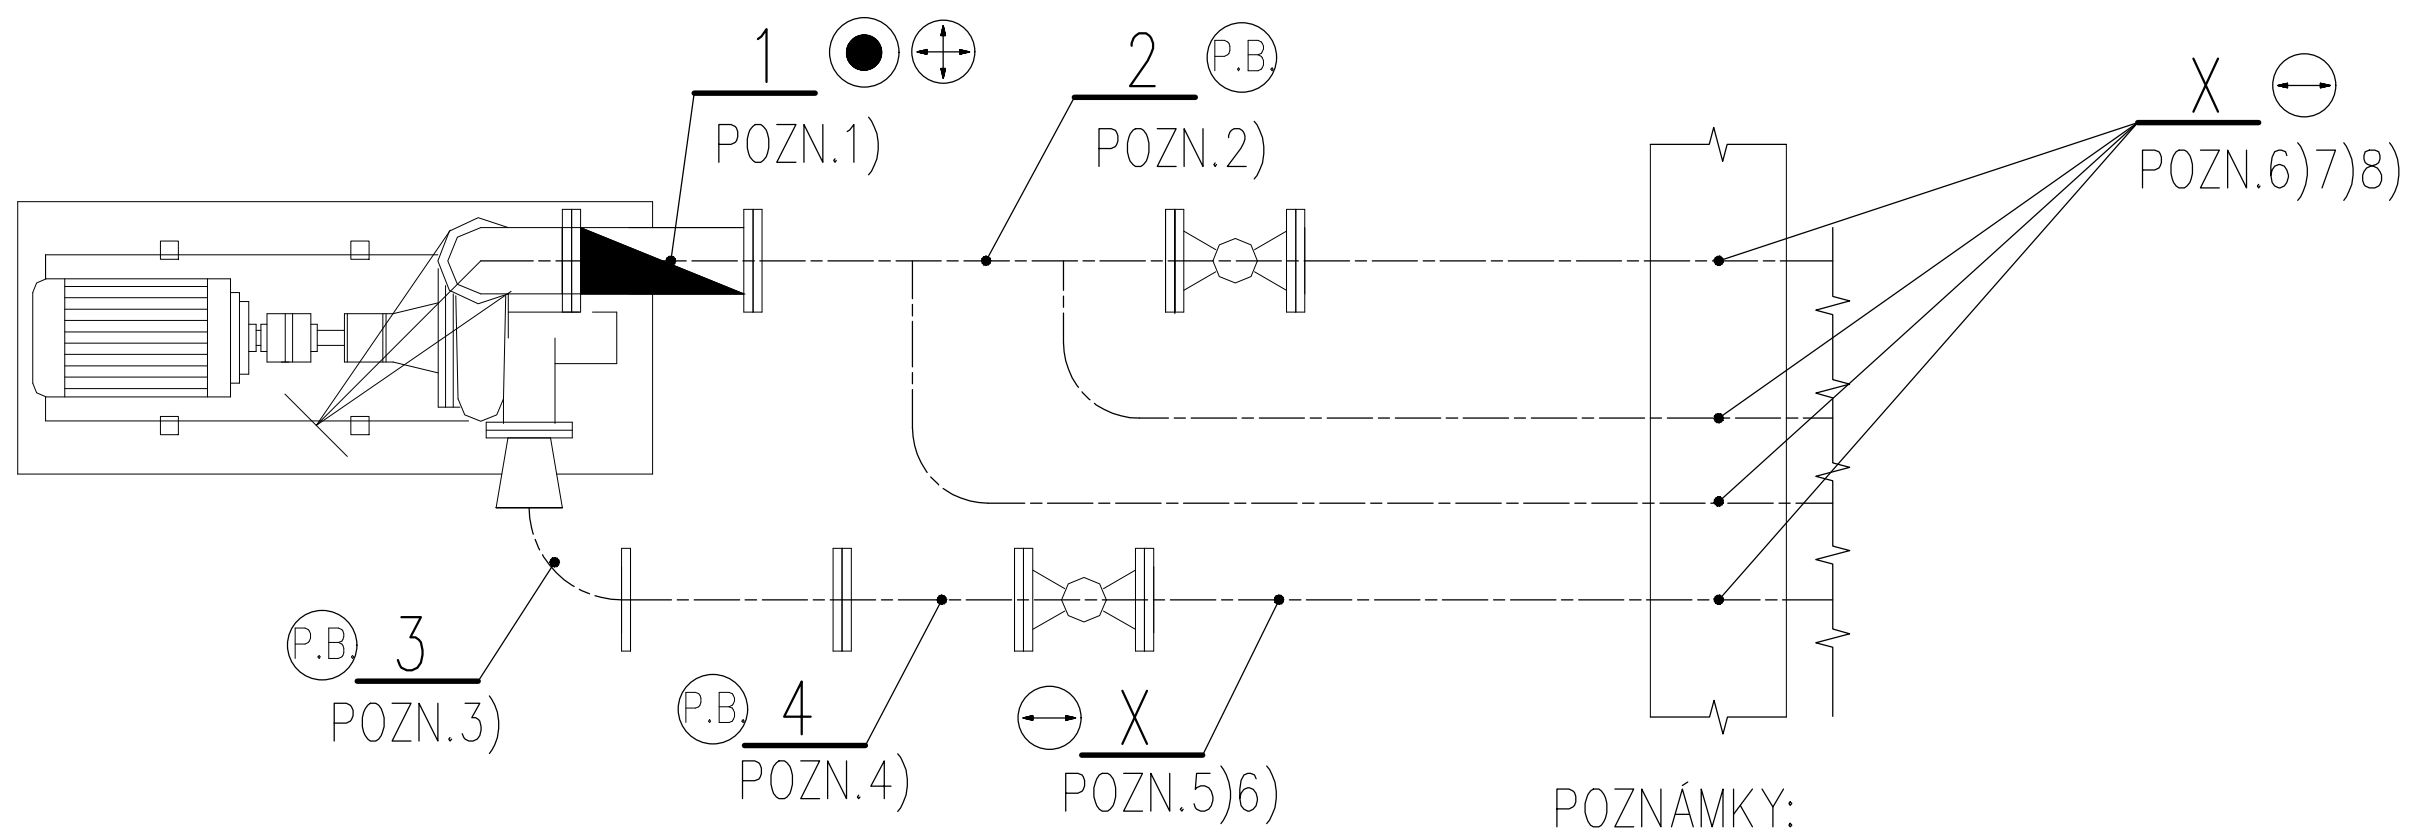 1
POZN.1)
2 P.B.
POZN.2)
X
POZN.6)7)8)
P.B. 3
POZN.3)
P.B. 4
POZN.4)
X
POZN.5)6)
POZNÁMKY: